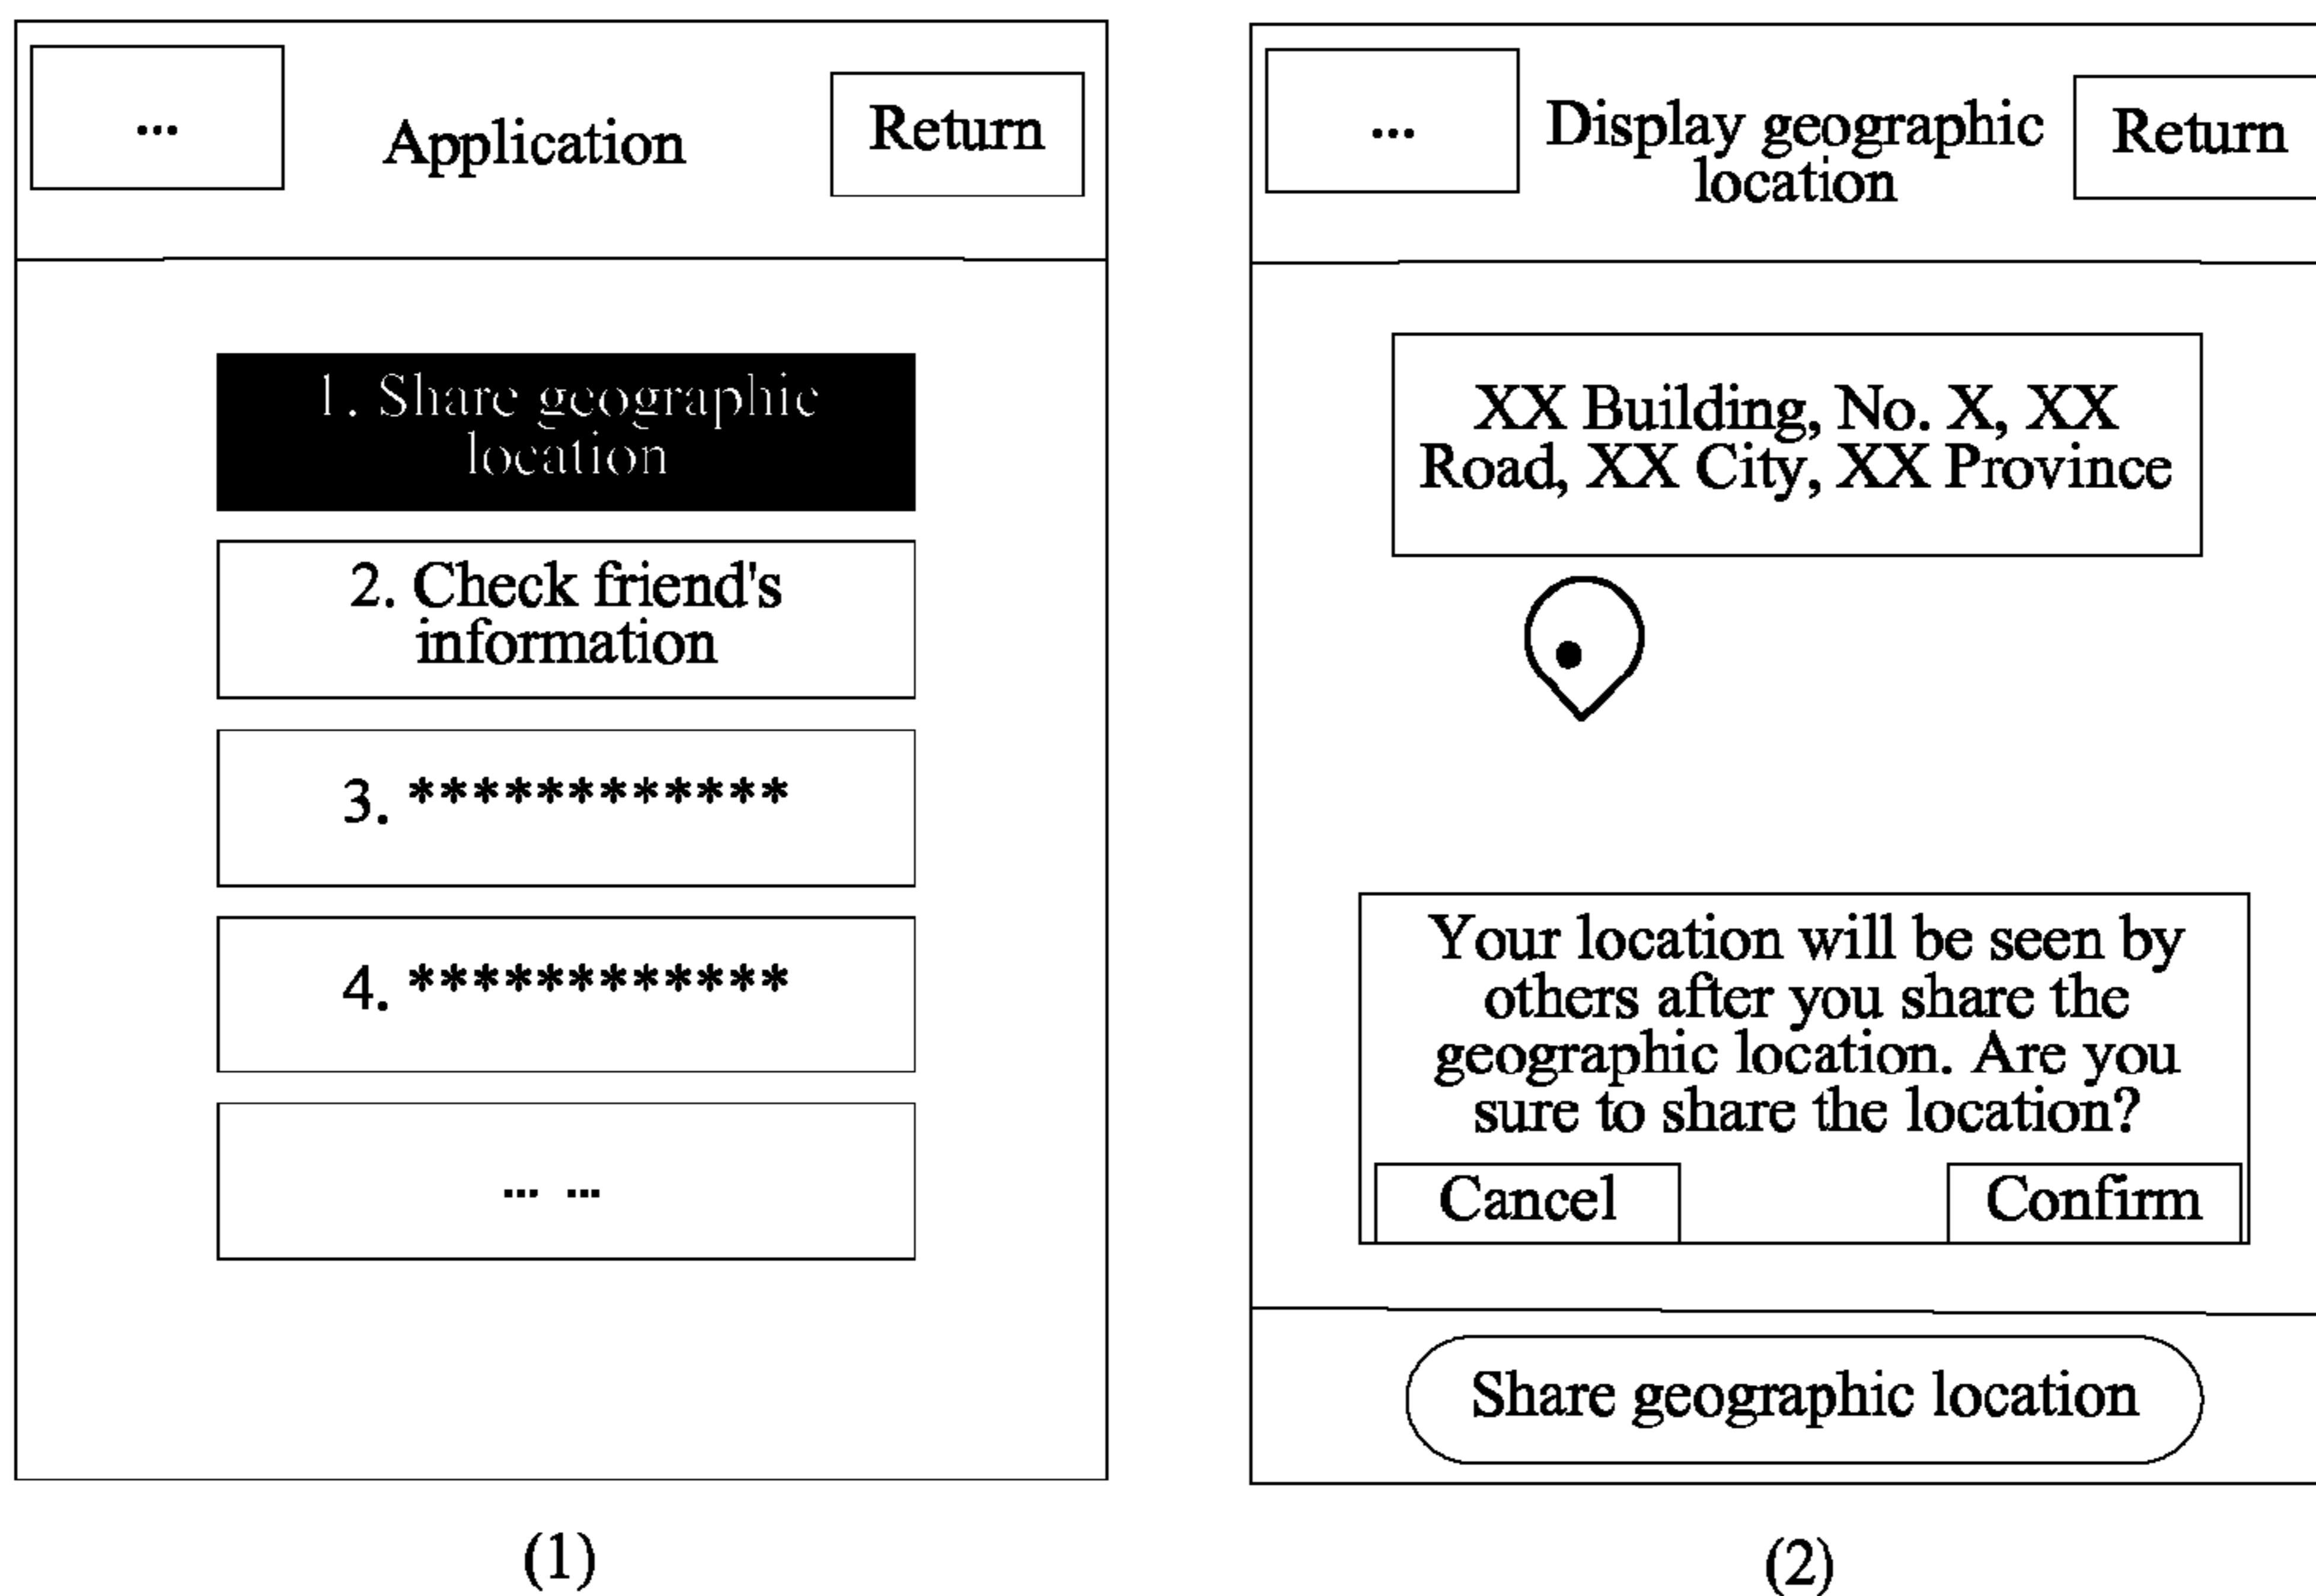 ...
Application
Return
1. Share geographic
location
2. Check friend's
information
3. ************
4. ************
... ...
(1)
...
Display geographic
location
Return
XX Building, No. X, XX
Road, XX City, XX Province
Your location will be seen by
others after you share the
geographic location. Are you
sure to share the location?
Cancel
Confirm
Share geographic location
(2)